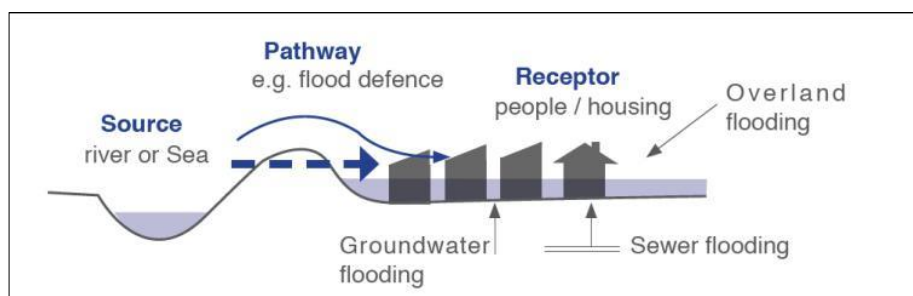 Pathway
e.g. flood defence
Receptor
people / housing
Overland
flooding
Source
river or Sea
Groundwater
flooding
Sewer flooding